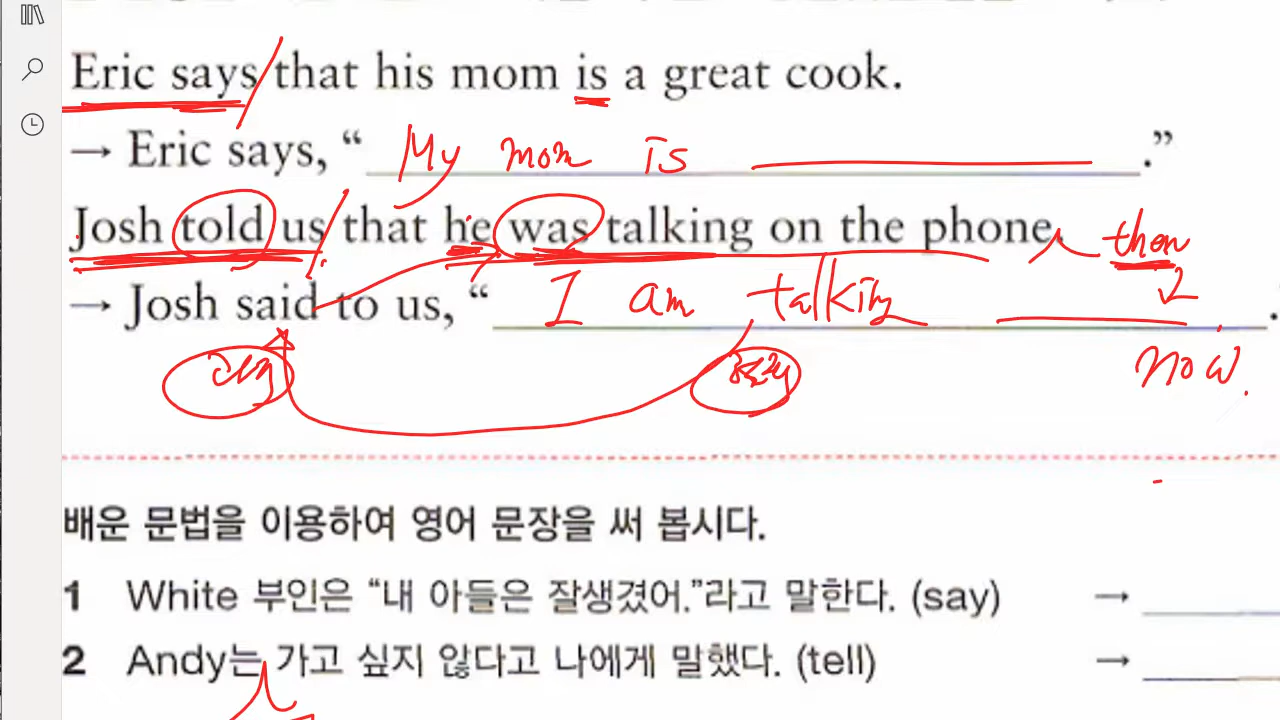 Eric says that his mom is a great cook.
→ Eric says, “ My mom is .”
Josh told us that he was talking on the phone. then
→ Josh said to us, “ I am talking .
now.
배운 문법을 이용하여 영어 문장을 써 봅시다.
1 White 부인은 “내 아들은 잘생겼어.”라고 말한다. (say) →
2 Andy는 가고 싶지 않다고 나에게 말했다. (tell) →